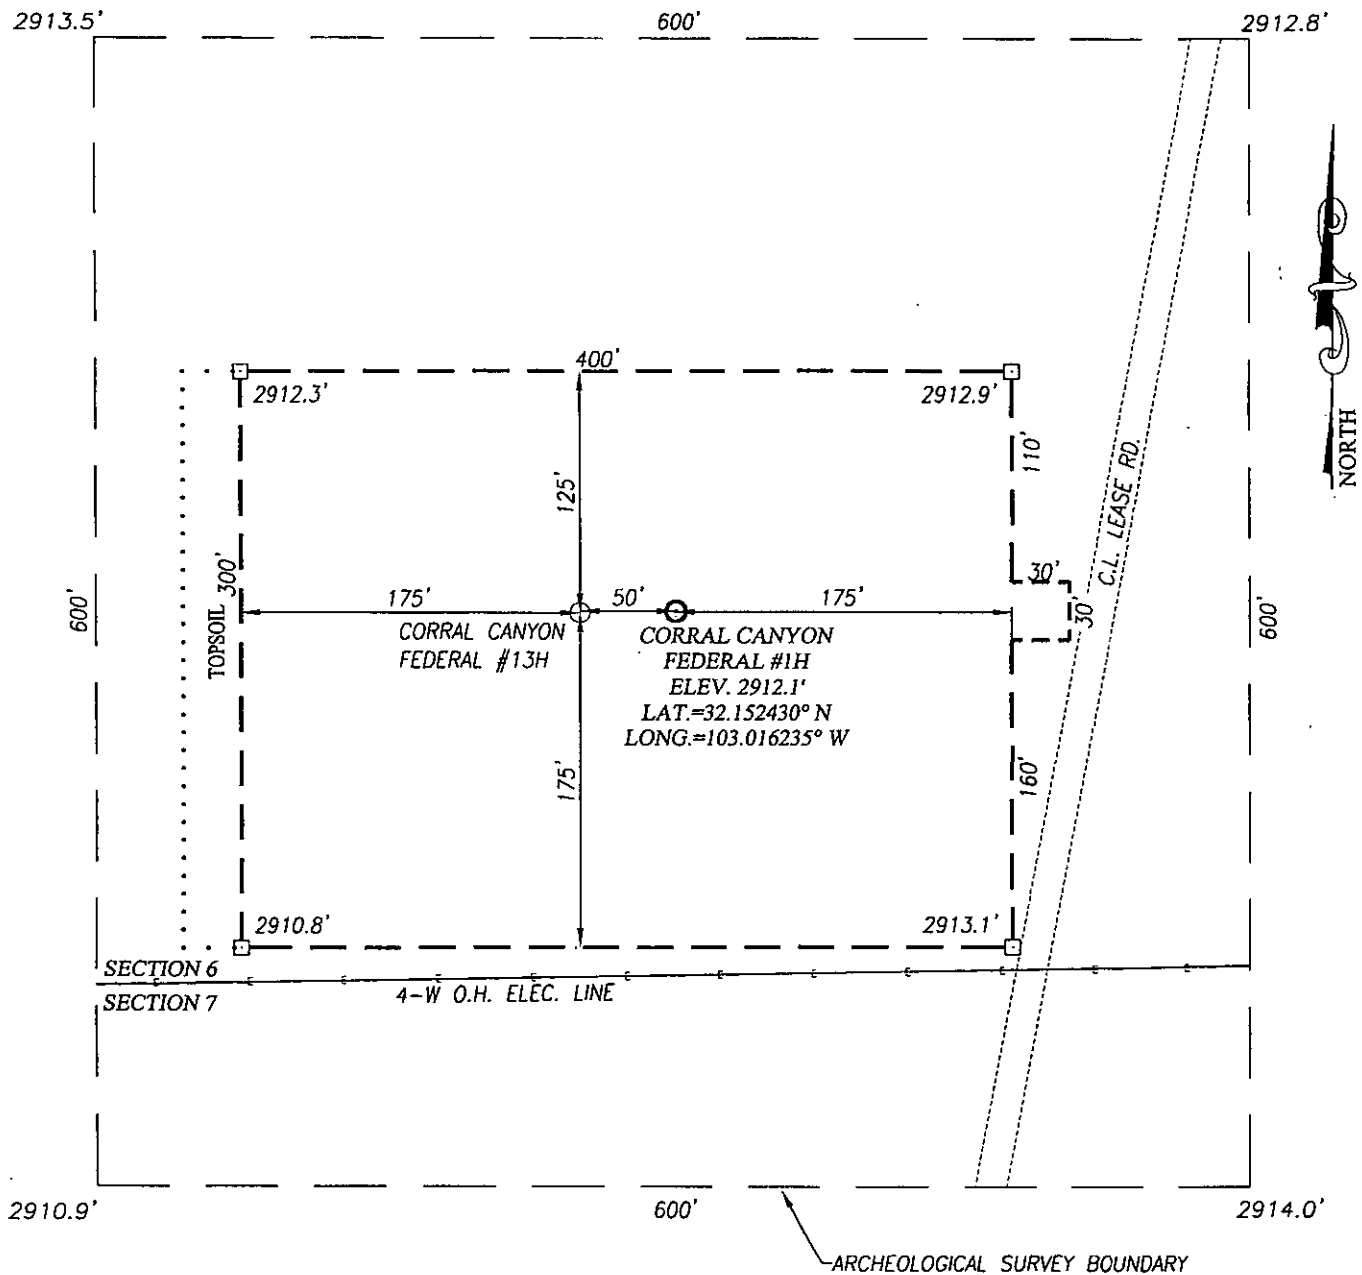 2913.5'
600'
2912.8'
400'
2912.3'
2912.9'
110'
125'
C.L. LEASE RD.
NORTH
30'
30'
300'
TOPSOIL
600'
600'
175'
50'
175'
CORRAL CANYON
FEDERAL #13H
CORRAL CANYON
FEDERAL #1H
ELEV. 2912.1'
LAT.=32.152430° N
LONG.=103.016235° W
175'
160'
2910.8'
2913.1'
SECTION 6
SECTION 7
4-W O.H. ELEC. LINE
2910.9'
600'
2914.0'
ARCHEOLOGICAL SURVEY BOUNDARY